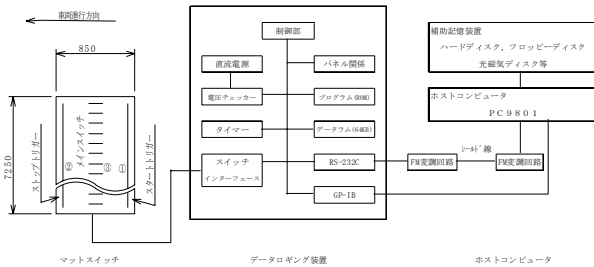 車両進行方向
850
7250
ストップトリガー
②
メインスイッチ
③
①
スタートトリガー
マットスイッチ
制御部
直流電源
パネル関係
電圧チェッカー
プログラム(ROM)
タイマー
データラム(64KB)
スイッチ
インターフェース
RS-232C
GP-IB
データロギング装置
FM変調回路
シールド線
FM変調回路
補助記憶装置
ハードディスク、フロッピーディスク
光磁気ディスク等
ホストコンピュータ
PC9801
ホストコンピュータ